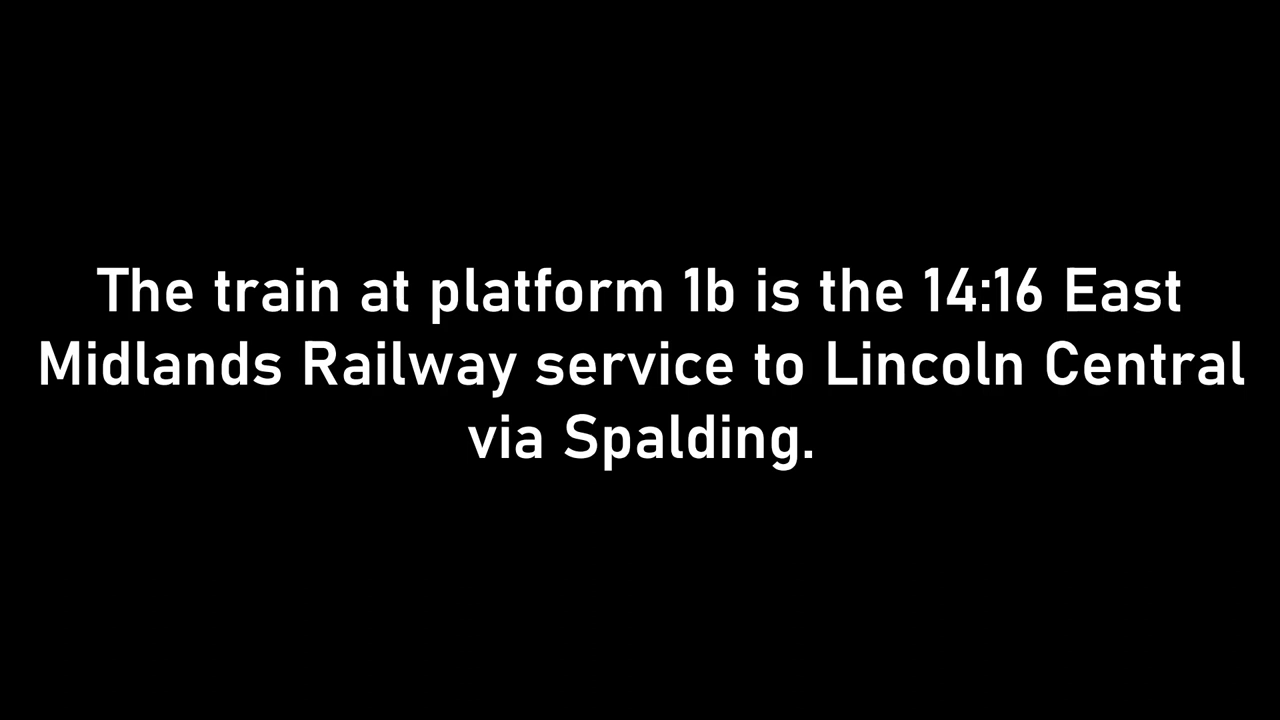 The train at platform 1b is the 14:16 East
Midlands Railway service to Lincoln Central
via Spalding.